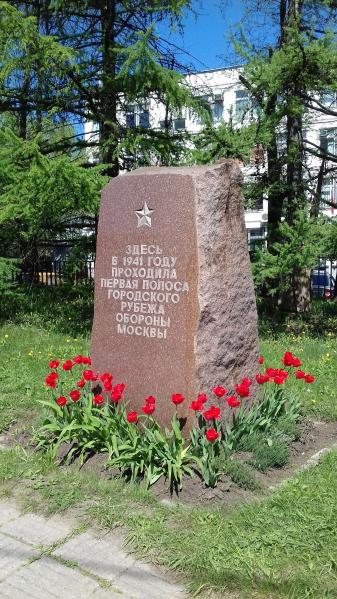 ЗДЕСЬ
В 1941 ГОДУ
ПРОХОДИЛА
ПЕРВАЯ ПОЛОСА
ГОРОДСКОГО
РУБЕЖА
ОБОРОНЫ
МОСКВЫ